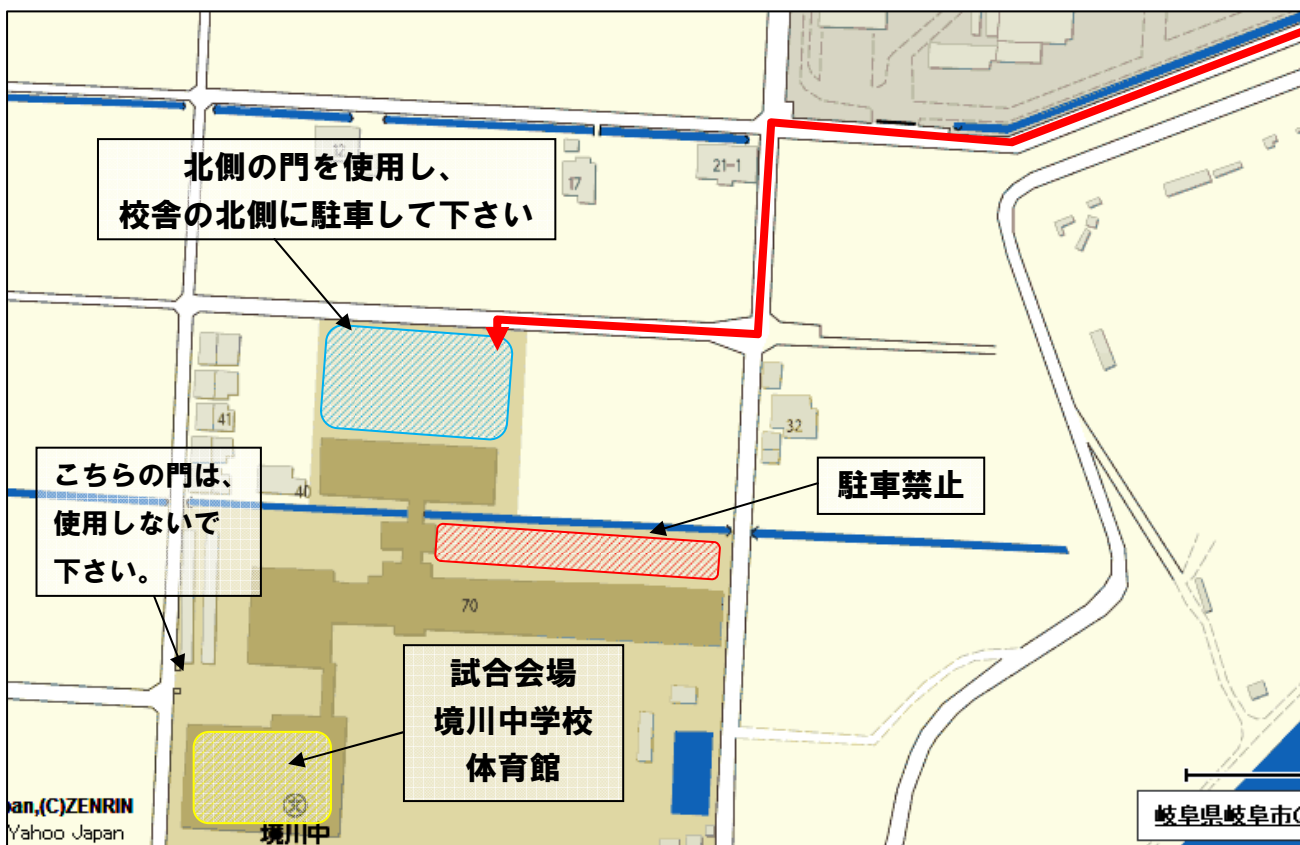 北側の門を使用し、
校舎の北側に駐車して下さい
17
21-1
41
40
32
こちらの門は、
使用しないで
下さい。
駐車禁止
70
試合会場
境川中学校
体育館
境川中
pan,(C)ZENRIN
Yahoo Japan
岐阜県岐阜市